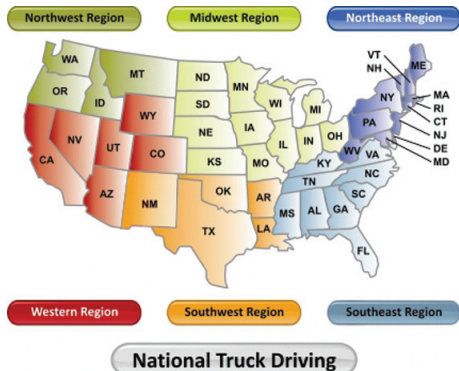 Northwest Region
Midwest Region
Northeast Region
WA
OR
ID
MT
ND
SD
NE
KS
MN
IA
MO
WI
IL
MI
IN
OH
VT
NH
ME
NY
MA
RI
CT
PA
NJ
DE
MD
WV
CA
NV
UT
AZ
WY
CO
NM
OK
TX
AR
LA
KY
VA
TN
NC
SC
MS
AL
GA
FL
Western Region
Southwest Region
Southeast Region
National Truck Driving